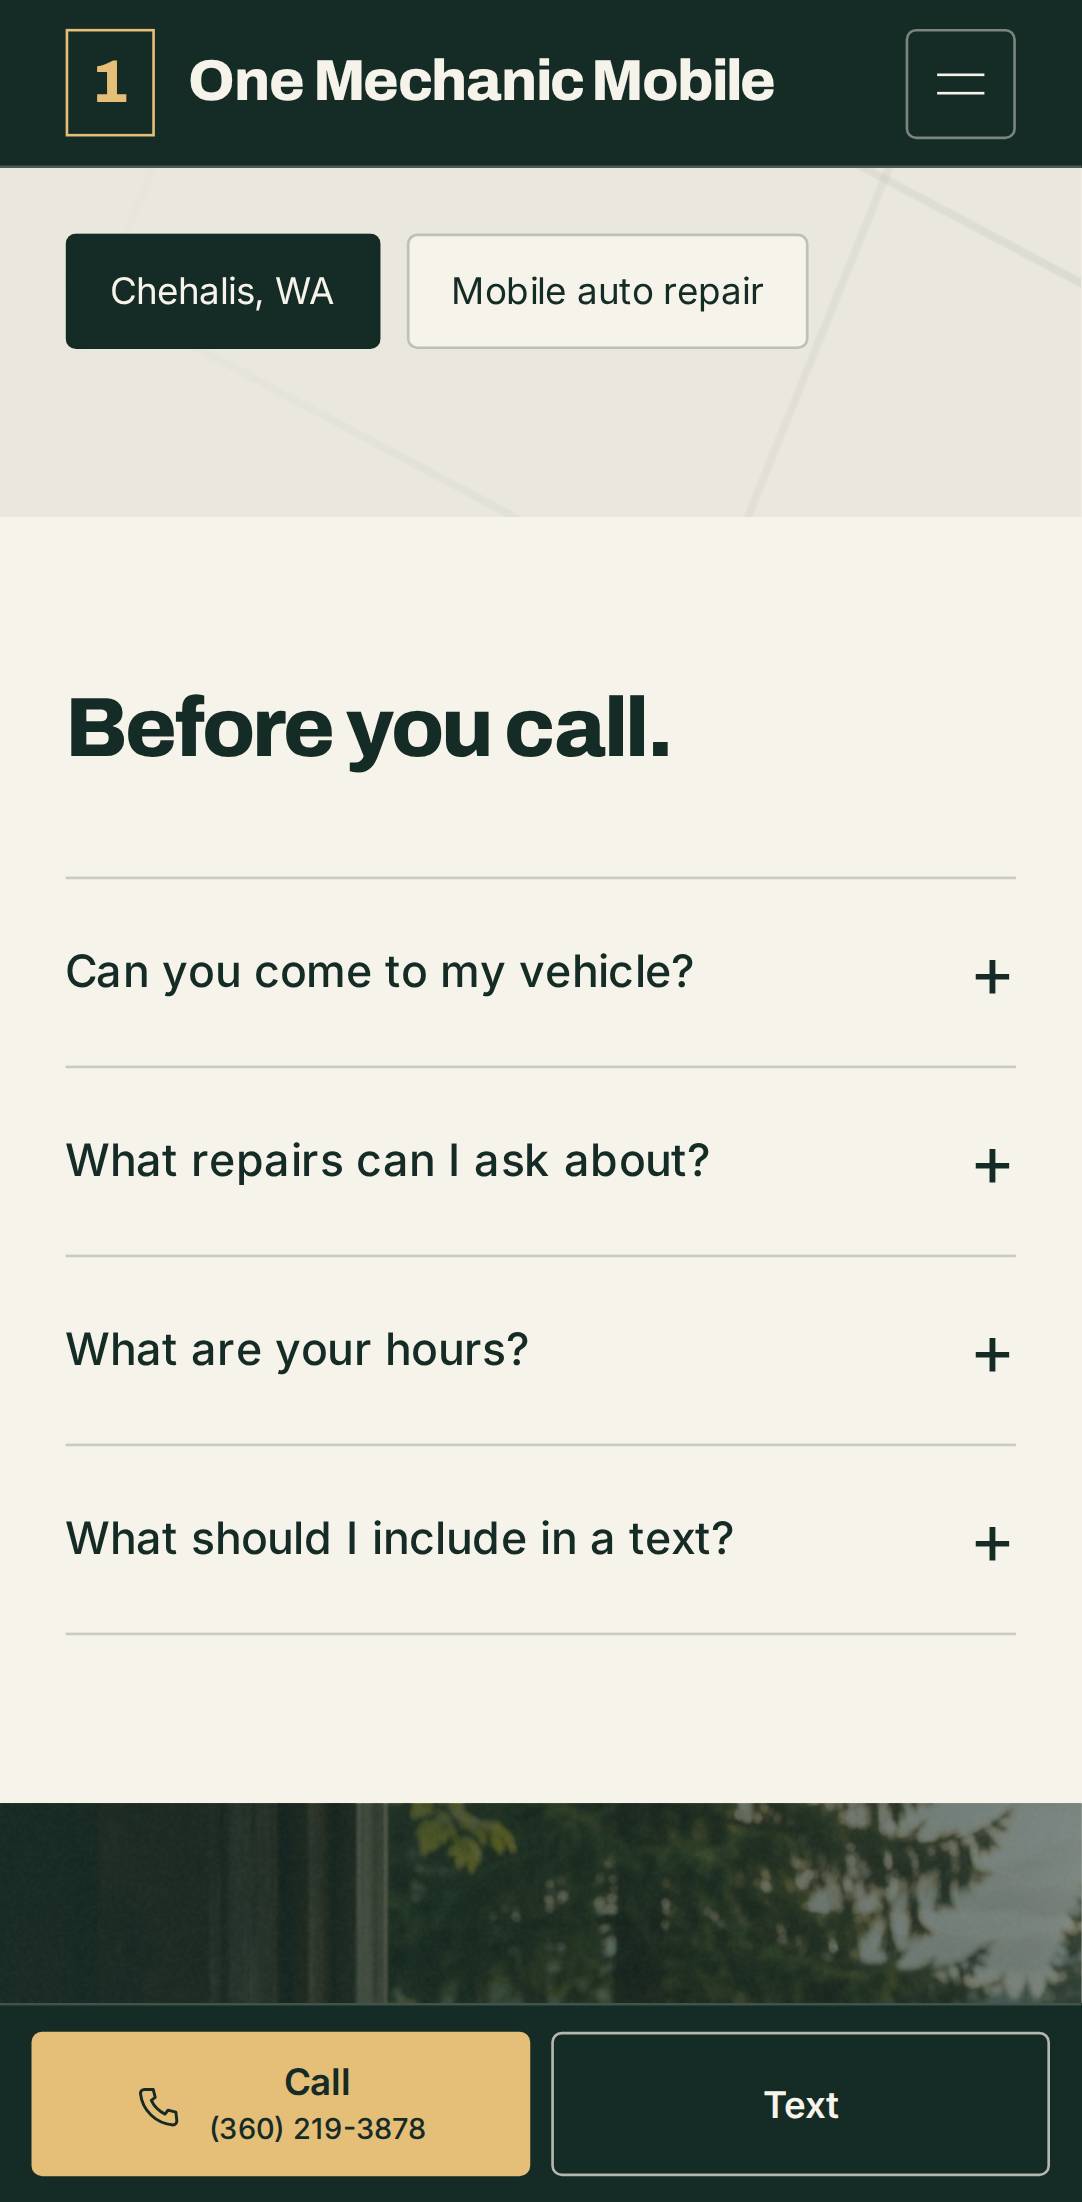 1 One Mechanic Mobile
Chehalis, WA
Mobile auto repair
Before you call.
Can you come to my vehicle?
What repairs can I ask about?
What are your hours?
What should I include in a text?
Call
(360) 219-3878
Text